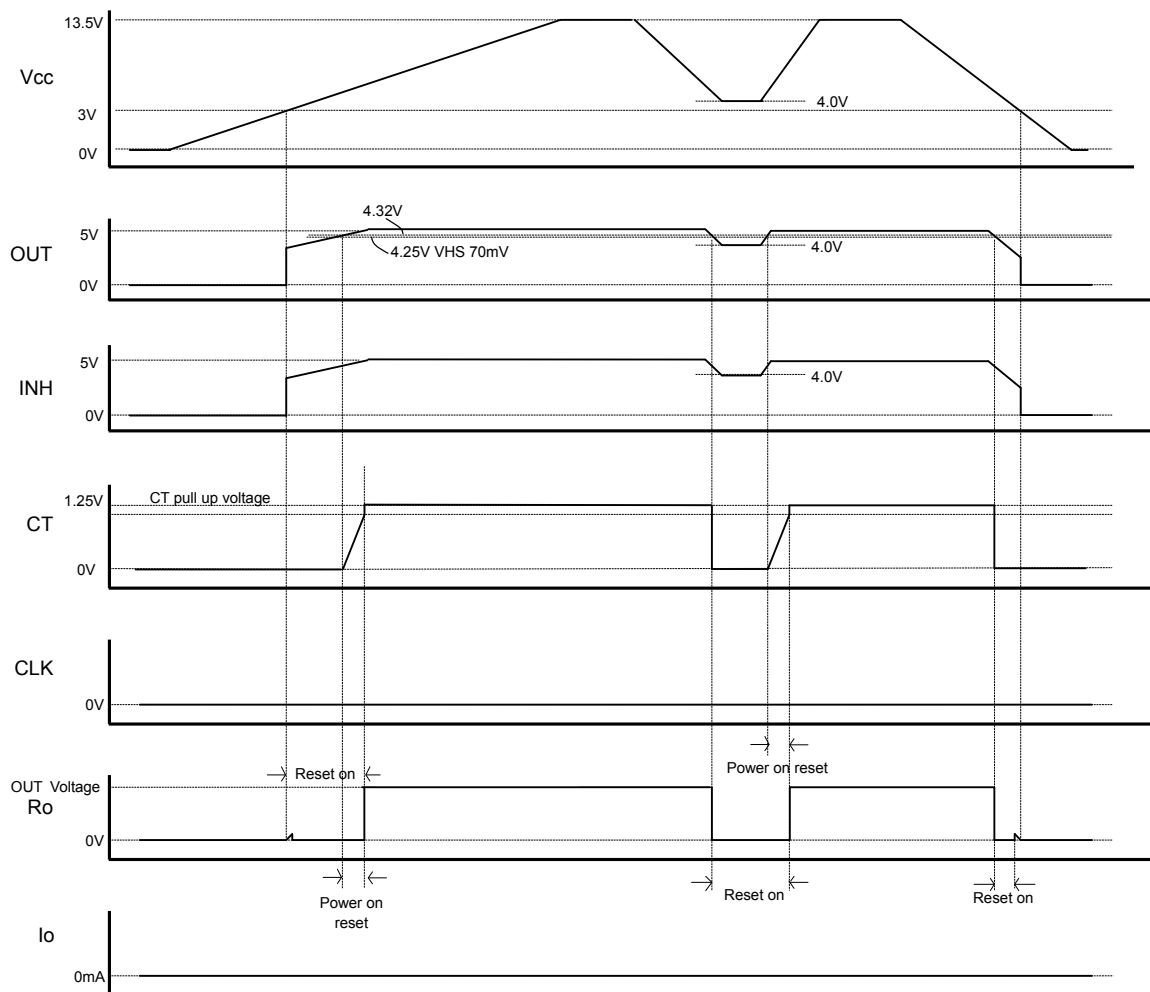 13.5V
Vcc
3V
4.0V
0V
4.32V
5V
4.25V VHS 70mV
OUT
4.0V
0V
5V
INH
4.0V
0V
1.25V
CT pull up voltage
CT
0V
CLK
0V
Power on reset
Reset on
OUT Voltage
Ro
0V
Power on
reset
Reset on
Reset on
Io
0mA